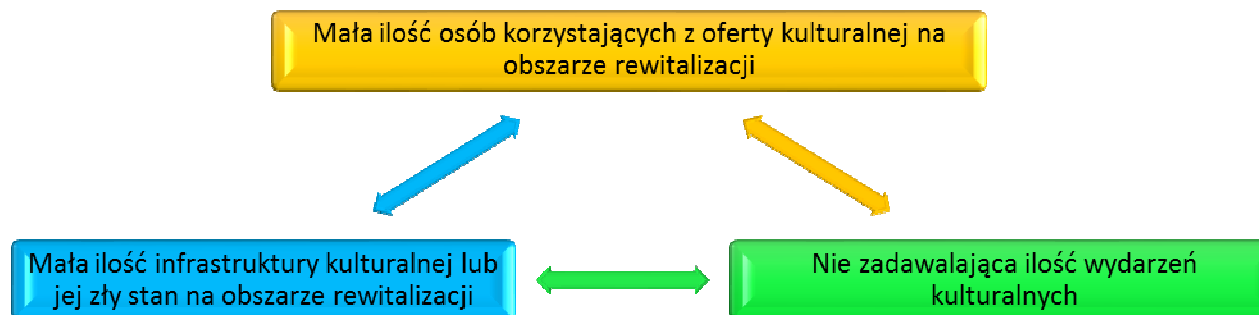 Mała ilość osób korzystających z oferty kulturalnej na
obszarze rewitalizacji
Mała ilość infrastruktury kulturalnej lub
jej zły stan na obszarze rewitalizacji
Nie zadawalająca ilość wydarzeń
kulturalnych